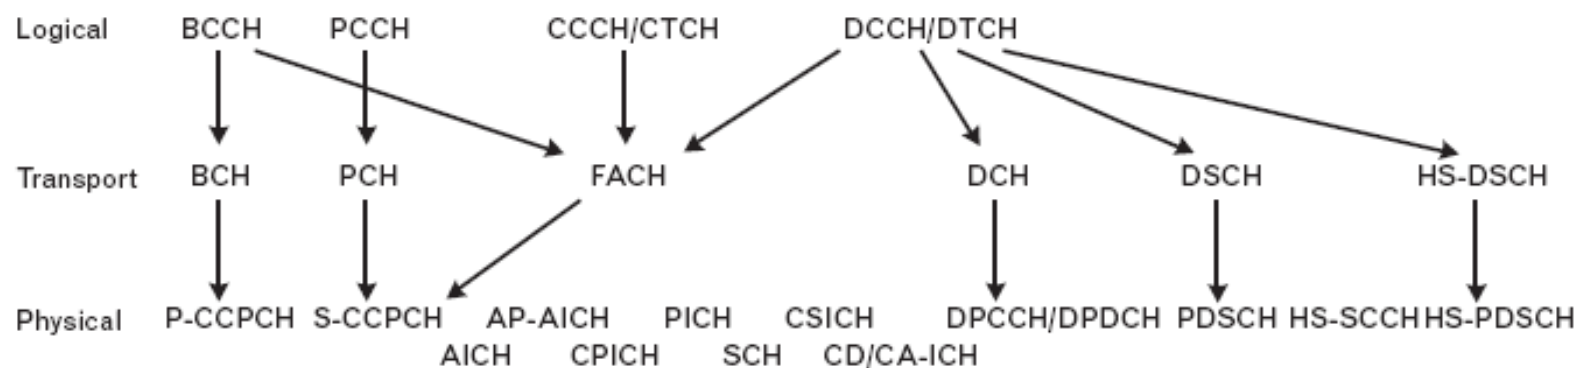 Logical BCCH PCCH CCCH/CTCH DCCH/DTCH
Transport BCH PCH FACH DCH DSCH HS-DSCH
Physical P-CCPCH S-CCPCH AP-AICH PICH CSICH DPCCH/DPDCH PDSCH HS-SCCH HS-PDSCH
AICH CPICH SCH CD/CA-ICH